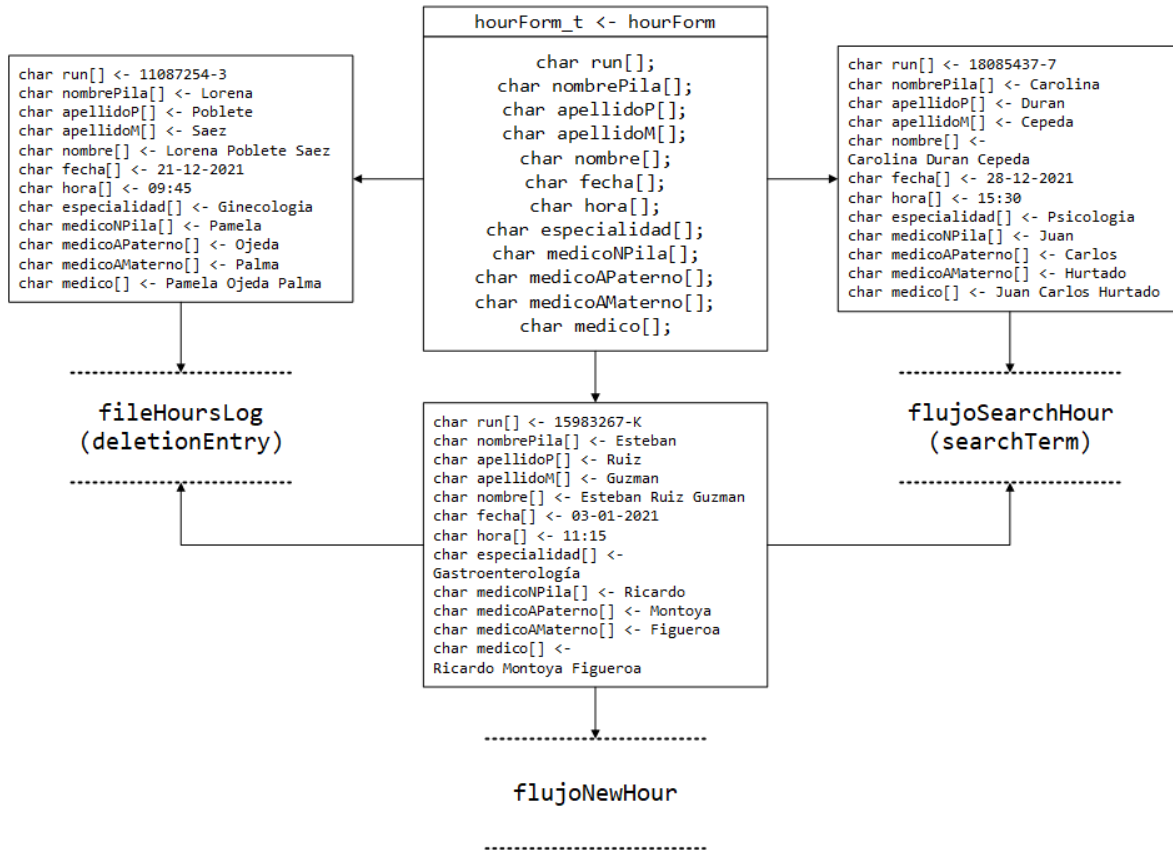 hourForm_t <- hourForm
char run[];
char nombrePila[];
char apellidoP[];
char apellidoM[];
char nombre[];
char fecha[];
char hora[];
char especialidad[];
char medicoNPila[];
char medicoAPaterno[];
char medicoAMaterno[];
char medico[];
char run[] <- 11087254-3
char nombrePila[] <- Lorena
char apellidoP[] <- Poblete
char apellidoM[] <- Saez
char nombre[] <- Lorena Poblete Saez
char fecha[] <- 21-12-2021
char hora[] <- 09:45
char especialidad[] <- Ginecologia
char medicoNPila[] <- Pamela
char medicoAPaterno[] <- Ojeda
char medicoAMaterno[] <- Palma
char medico[] <- Pamela Ojeda Palma
char run[] <- 18085437-7
char nombrePila[] <- Carolina
char apellidoP[] <- Duran
char apellidoM[] <- Cepeda
char nombre[] <-
Carolina Duran Cepeda
char fecha[] <- 28-12-2021
char hora[] <- 15:30
char especialidad[] <- Psicologia
char medicoNPila[] <- Juan
char medicoAPaterno[] <- Carlos
char medicoAMaterno[] <- Hurtado
char medico[] <- Juan Carlos Hurtado
fileHoursLog
(deletionEntry)
flujoSearchHour
(searchTerm)
char run[] <- 15983267-K
char nombrePila[] <- Esteban
char apellidoP[] <- Ruiz
char apellidoM[] <- Guzman
char nombre[] <- Esteban Ruiz Guzman
char fecha[] <- 03-01-2021
char hora[] <- 11:15
char especialidad[] <-
Gastroenterología
char medicoNPila[] <- Ricardo
char medicoAPaterno[] <- Montoya
char medicoAMaterno[] <- Figueroa
char medico[] <-
Ricardo Montoya Figueroa
flujoNewHour